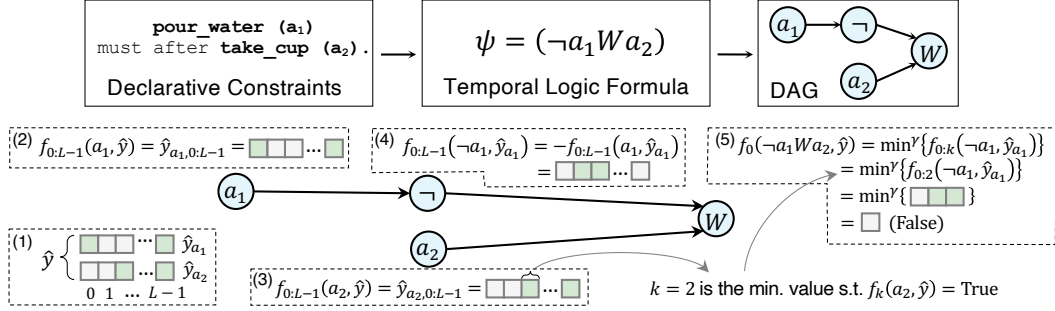 pour_water (a₁)
must after take_cup (a₂).
Declarative Constraints
ψ = (¬a₁Wa₂)
Temporal Logic Formula
a₁
¬
W
a₂
DAG
(2) f₀:L−1(a₁, ŷ) = ŷa₁,0:L−1 = ...
(4) f₀:L−1(¬a₁, ŷa₁) = −f₀:L−1(a₁, ŷa₁)
= ...
(5) f₀(¬a₁Wa₂, ŷ) = minᵞ{f₀:k(¬a₁, ŷa₁)}
= minᵞ{f₀:2(¬a₁, ŷa₁)}
= minᵞ{ }
= (False)
a₁
¬
W
a₂
(1)
ŷ { ... ŷa₁
... ŷa₂
0 1 ... L − 1
(3) f₀:L−1(a₂, ŷ) = ŷa₂,0:L−1 = ...
k = 2 is the min. value s.t. fₖ(a₂, ŷ) = True